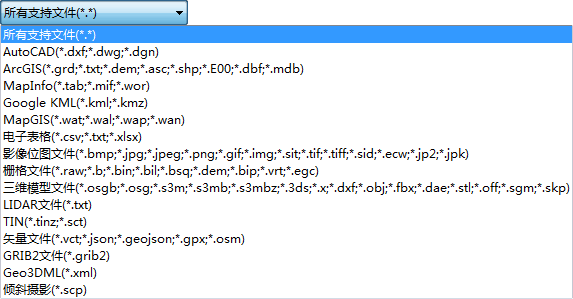 所有支持文件(*.*)
所有支持文件(*.*)
AutoCAD(*.dxf;*.dwg;*.dgn)
ArcGIS(*.grd;*.txt;*.dem;*.asc;*.shp;*.E00;*.dbf;*.mdb)
MapInfo(*.tab;*.mif;*.wor)
Google KML(*.kml;*.kmz)
MapGIS(*.wat;*.wal;*.wap;*.wan)
电子表格(*.csv;*.txt;*.xlsx)
影像位图文件(*.bmp;*.jpg;*.jpeg;*.png;*.gif;*.img;*.sit;*.tif;*.tiff;*.sid;*.ecw;*.jp2;*.jpk)
栅格文件(*.raw;*.b;*.bin;*.bil;*.bsq;*.dem;*.bip;*.vrt;*.egc)
三维模型文件(*.osgb;*.osg;*.s3m;*.s3mb;*.s3mbz;*.3ds;*.x;*.dxf;*.obj;*.fbx;*.dae;*.stl;*.off;*.sgm;*.skp)
LIDAR文件(*.txt)
TIN(*.tinz;*.sct)
矢量文件(*.vct;*.json;*.geojson;*.gpx;*.osm)
GRIB2文件(*.grib2)
Geo3DML(*.xml)
倾斜摄影(*.scp)